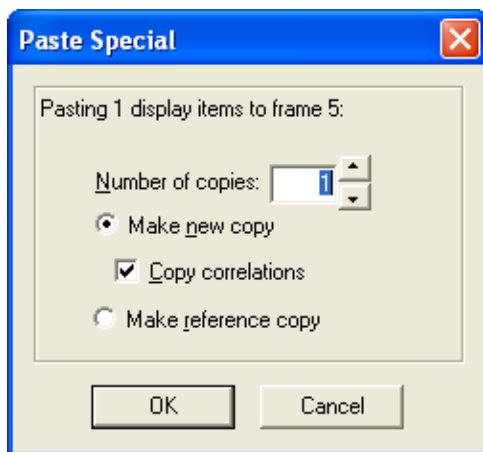 Paste Special
Pasting 1 display items to frame 5:
Number of copies: 1
Make new copy
Copy correlations
Make reference copy
OK Cancel